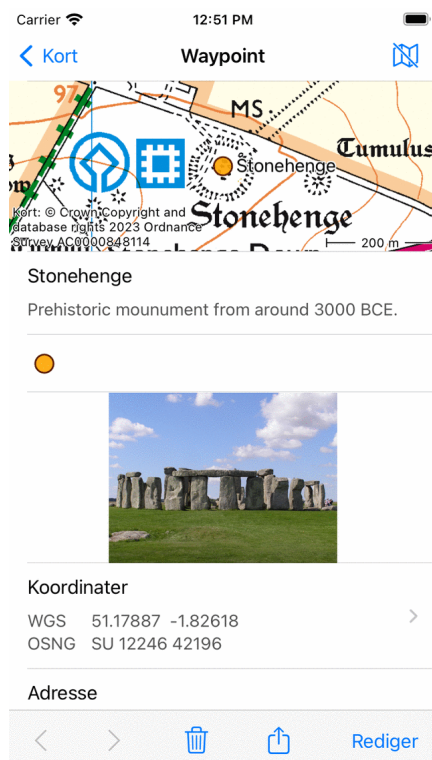 Carrier 12:51 PM
Kort Waypoint
97
MS.
Tumulus
Stonehenge
Stonehenge
Kort: © Crown Copyright and
database rights 2023 Ordnance
Survey AC0000848114
200 m
Stonehenge
Prehistoric mounument from around 3000 BCE.
Koordinater
WGS 51.17887 -1.82618
OSNG SU 12246 42196
Adresse
Rediger